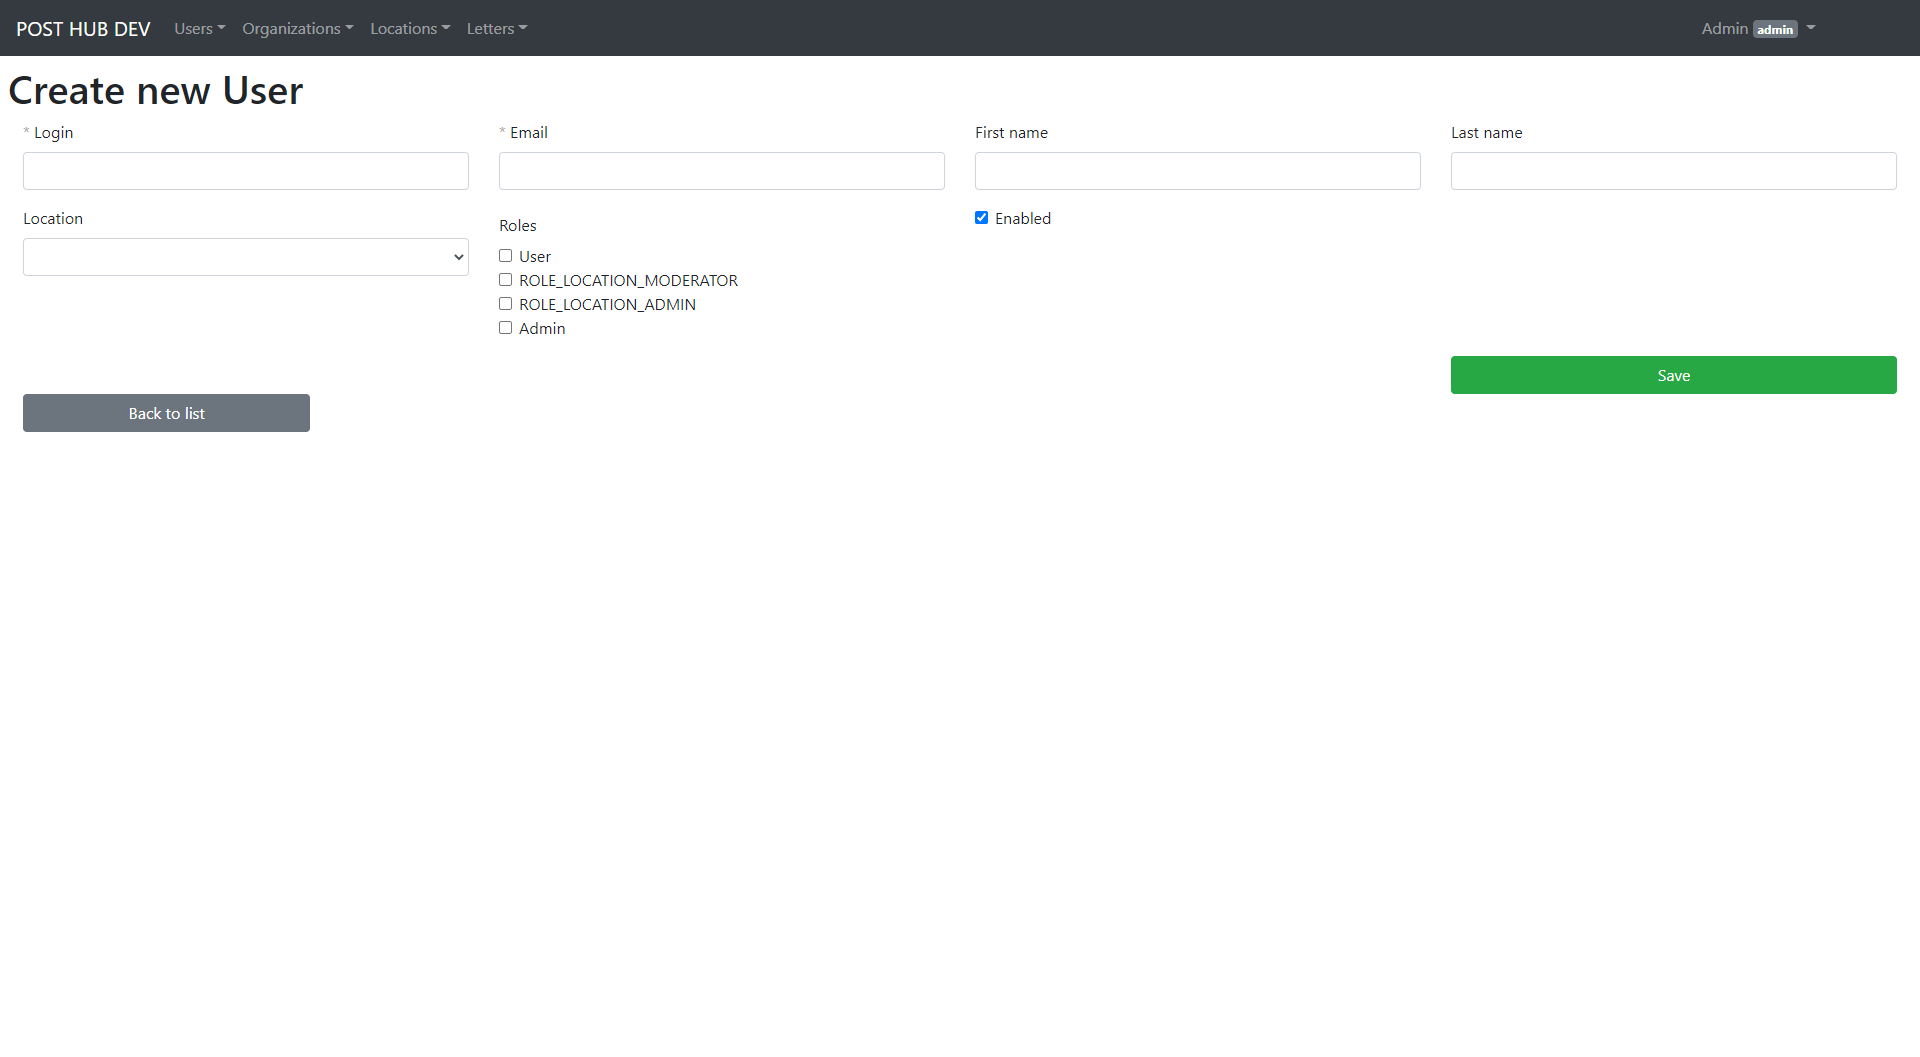 POST HUB DEV Users Organizations Locations Letters Admin admin
Create new User
* Login * Email First name Last name
Location Roles Enabled
User
ROLE_LOCATION_MODERATOR
ROLE_LOCATION_ADMIN
Admin
Save
Back to list